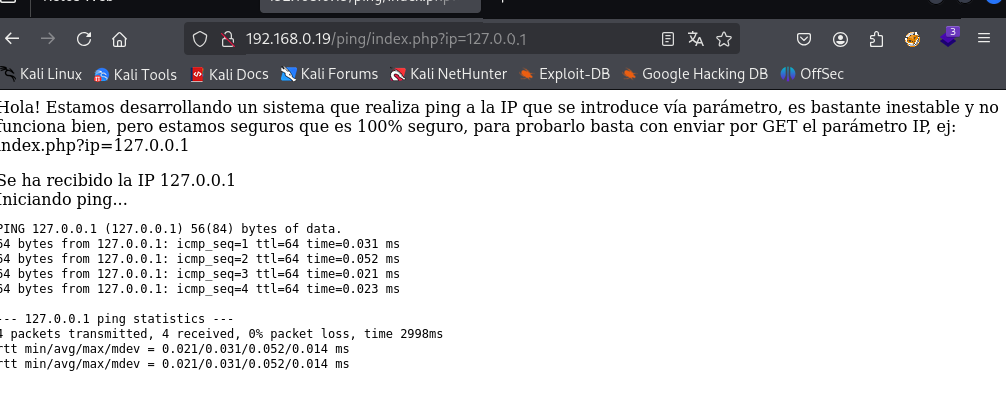 192.168.0.19/ping/index.php?ip=127.0.0.1
3
Kali Linux Kali Tools Kali Docs Kali Forums Kali NetHunter Exploit-DB Google Hacking DB OffSec
Hola! Estamos desarrollando un sistema que realiza ping a la IP que se introduce vía parámetro, es bastante inestable y no
funciona bien, pero estamos seguros que es 100% seguro, para probarlo basta con enviar por GET el parámetro IP, ej:
index.php?ip=127.0.0.1
Se ha recibido la IP 127.0.0.1
Iniciando ping...
PING 127.0.0.1 (127.0.0.1) 56(84) bytes of data.
64 bytes from 127.0.0.1: icmp_seq=1 ttl=64 time=0.031 ms
64 bytes from 127.0.0.1: icmp_seq=2 ttl=64 time=0.052 ms
64 bytes from 127.0.0.1: icmp_seq=3 ttl=64 time=0.021 ms
64 bytes from 127.0.0.1: icmp_seq=4 ttl=64 time=0.023 ms
--- 127.0.0.1 ping statistics ---
4 packets transmitted, 4 received, 0% packet loss, time 2998ms
rtt min/avg/max/mdev = 0.021/0.031/0.052/0.014 ms
rtt min/avg/max/mdev = 0.021/0.031/0.052/0.014 ms